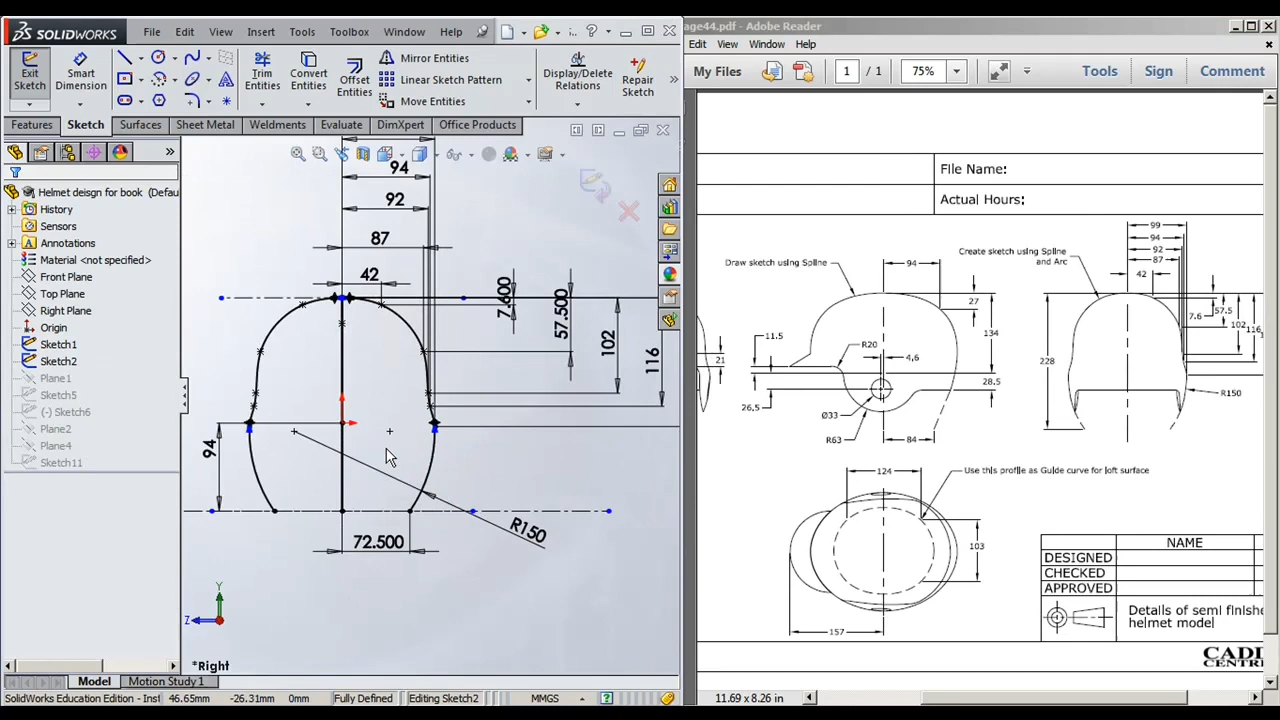 SOLIDWORKS
File
Edit
View
Insert
Tools
Toolbox
Window
Help
Exit Sketch
Smart Dimension
Trim Entities
Convert Entities
Offset Entities
Mirror Entities
Linear Sketch Pattern
Move Entities
Display/Delete Relations
Repair Sketch
Features
Sketch
Surfaces
Sheet Metal
Weldments
Evaluate
DimXpert
Office Products
Helmet deisgn for book (Defau
History
Sensors
Annotations
Material <not specified>
Front Plane
Top Plane
Right Plane
Origin
Sketch1
Sketch2
Plane1
Sketch5
(-) Sketch6
Plane2
Plane4
Sketch11
94
92
87
42
7.600
57.500
102
116
94
R150
72.500
Y
Z
*Right
Model
Motion Study 1
SolidWorks Education Edition - Inst
46.65mm
-26.31mm
0mm
Fully Defined
Editing Sketch2
MMGS
age44.pdf - Adobe Reader
Edit
View
Window
Help
My Files
1
/ 1
75%
Tools
Sign
Comment
File Name:
Actual Hours:
Draw sketch using Spline
94
27
134
11.5
R20
4,6
21
28.5
26.5
Ø33
R63
84
Create sketch using Spline
and Arc
99
94
92
87
42
7.6
57.5
102
116
228
R150
124
Use this profile as Guide curve for loft surface
103
157
NAME
DESIGNED
CHECKED
APPROVED
Details of semi finishe
helmet model
CADD
CENTRE
11.69 x 8.26 in